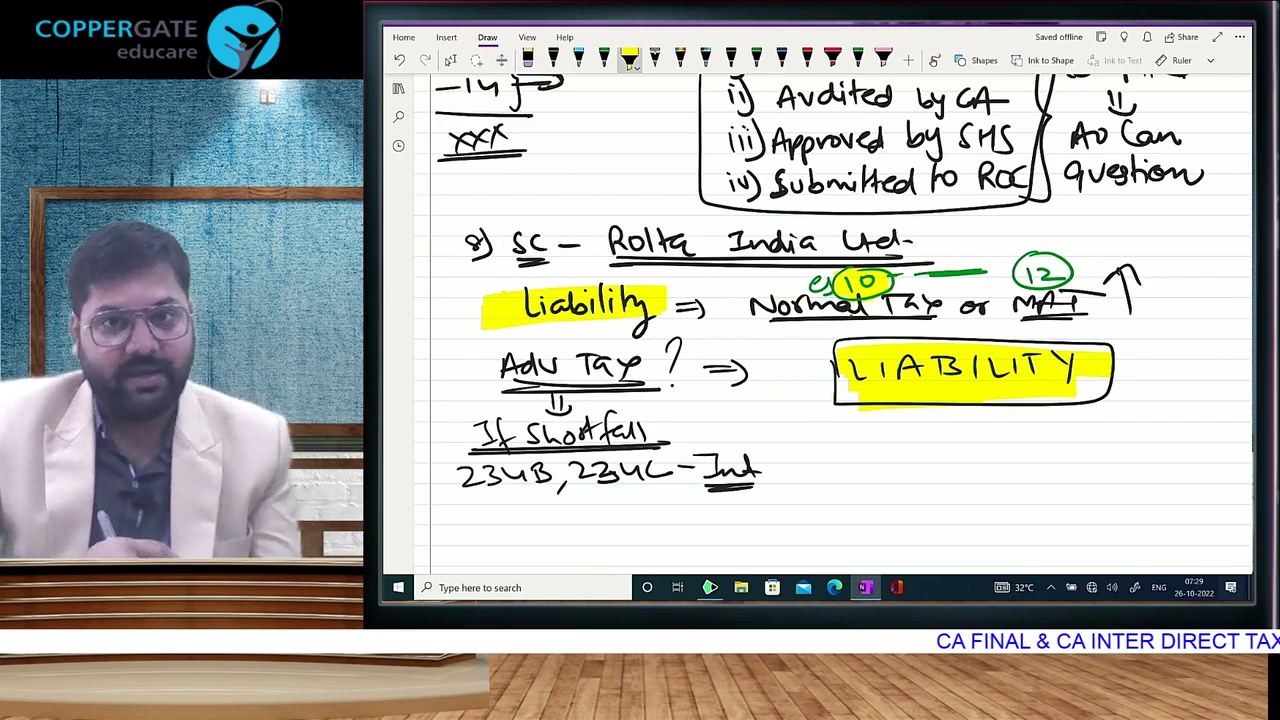 COPPERGATE
educare
Home Insert Draw View Help
Saved offline
Share
Shapes
Ink to Shape
Ink to Text
Ruler
-14
xxx
ii) Audited by CA
iii) Approved by SHS
iv) Submitted to ROC
AO Can
question
8) SC - Rolta India Ltd.
eg 10 12
Liability ⇒ Normal Tax or MAT ↑
Adv Tax ? ⇒ LIABILITY
If Shortfall
234B, 234C - Int
Type here to search
32°C
ENG
07:29
26-10-2022
CA FINAL & CA INTER DIRECT TAX